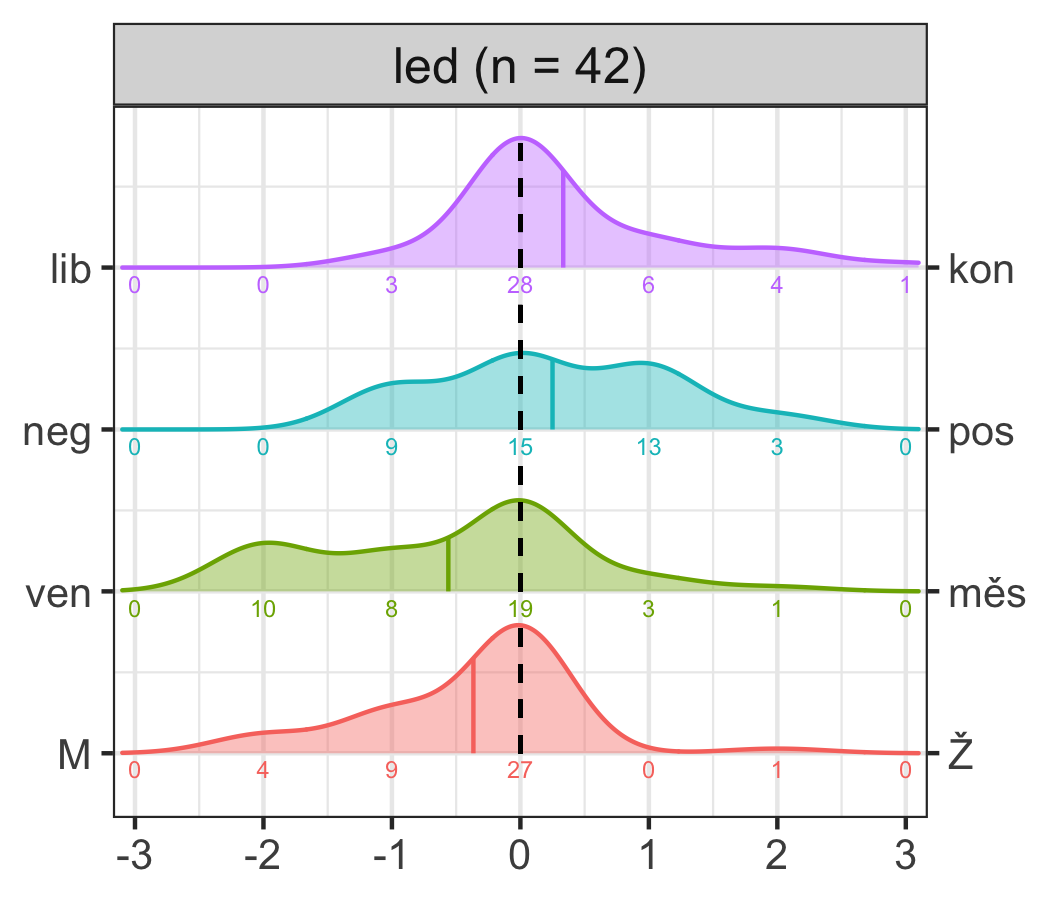 led (n = 42)
lib kon
0 0 3 28 6 4 1
neg pos
0 0 9 15 13 3 0
ven měs
0 10 8 19 3 1 0
M Ž
0 4 9 27 0 1 0
-3 -2 -1 0 1 2 3